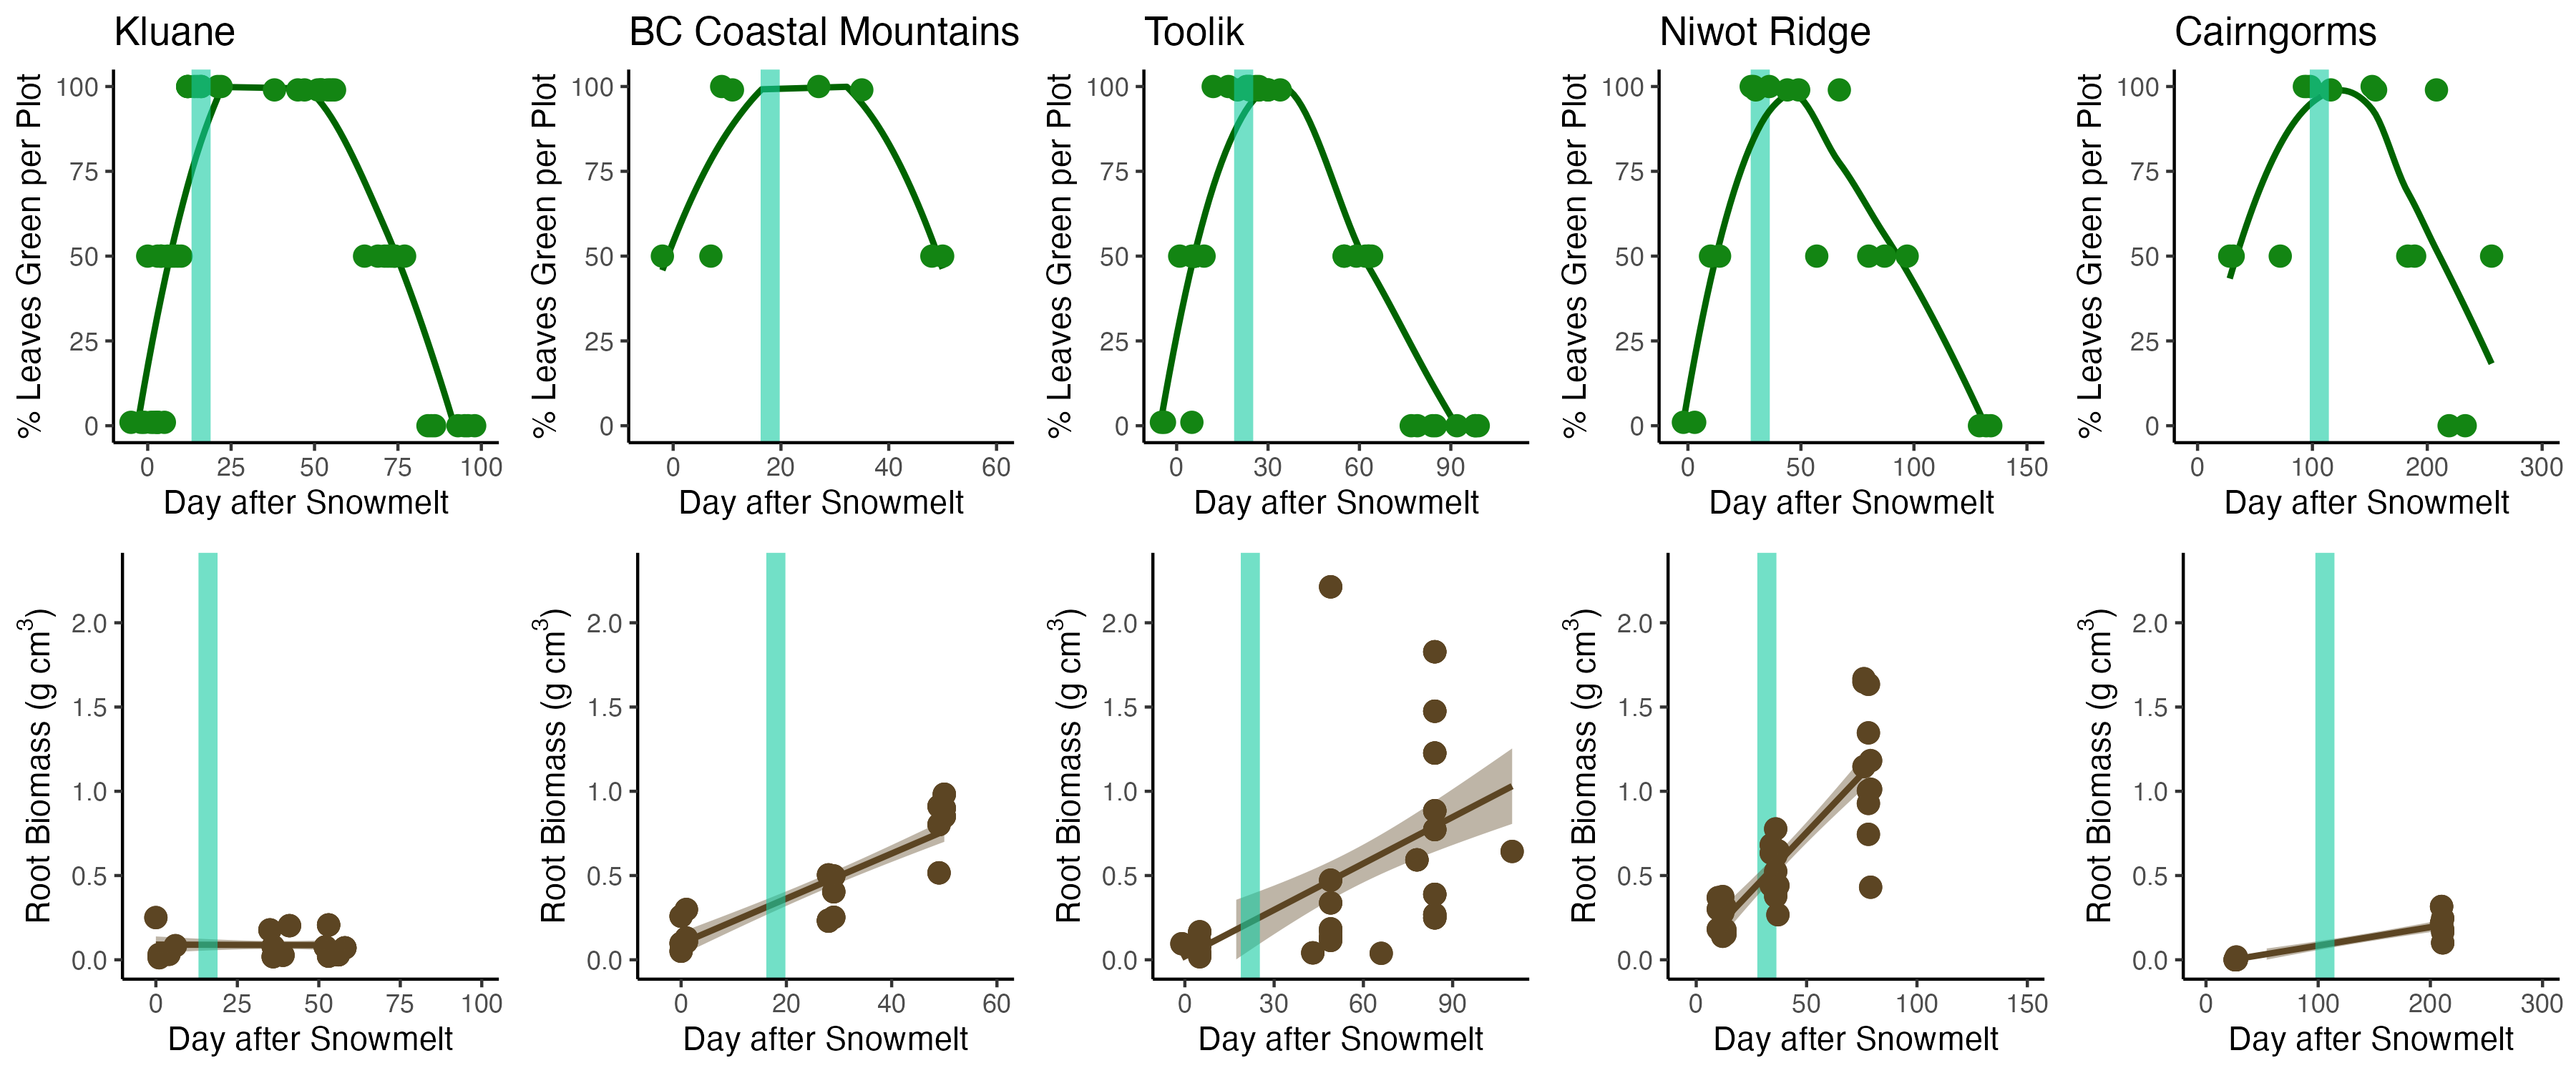 Kluane
BC Coastal Mountains
Toolik
Niwot Ridge
Cairngorms
% Leaves Green per Plot
100
75
50
25
0
0 25 50 75 100
Day after Snowmelt
% Leaves Green per Plot
100
75
50
25
0
0 20 40 60
Day after Snowmelt
% Leaves Green per Plot
100
75
50
25
0
0 30 60 90
Day after Snowmelt
% Leaves Green per Plot
100
75
50
25
0
0 50 100 150
Day after Snowmelt
% Leaves Green per Plot
100
75
50
25
0
0 100 200 300
Day after Snowmelt
Root Biomass (g cm³)
2.0
1.5
1.0
0.5
0.0
0 25 50 75 100
Day after Snowmelt
Root Biomass (g cm³)
2.0
1.5
1.0
0.5
0.0
0 20 40 60
Day after Snowmelt
Root Biomass (g cm³)
2.0
1.5
1.0
0.5
0.0
0 30 60 90
Day after Snowmelt
Root Biomass (g cm³)
2.0
1.5
1.0
0.5
0.0
0 50 100 150
Day after Snowmelt
Root Biomass (g cm³)
2.0
1.5
1.0
0.5
0.0
0 100 200 300
Day after Snowmelt